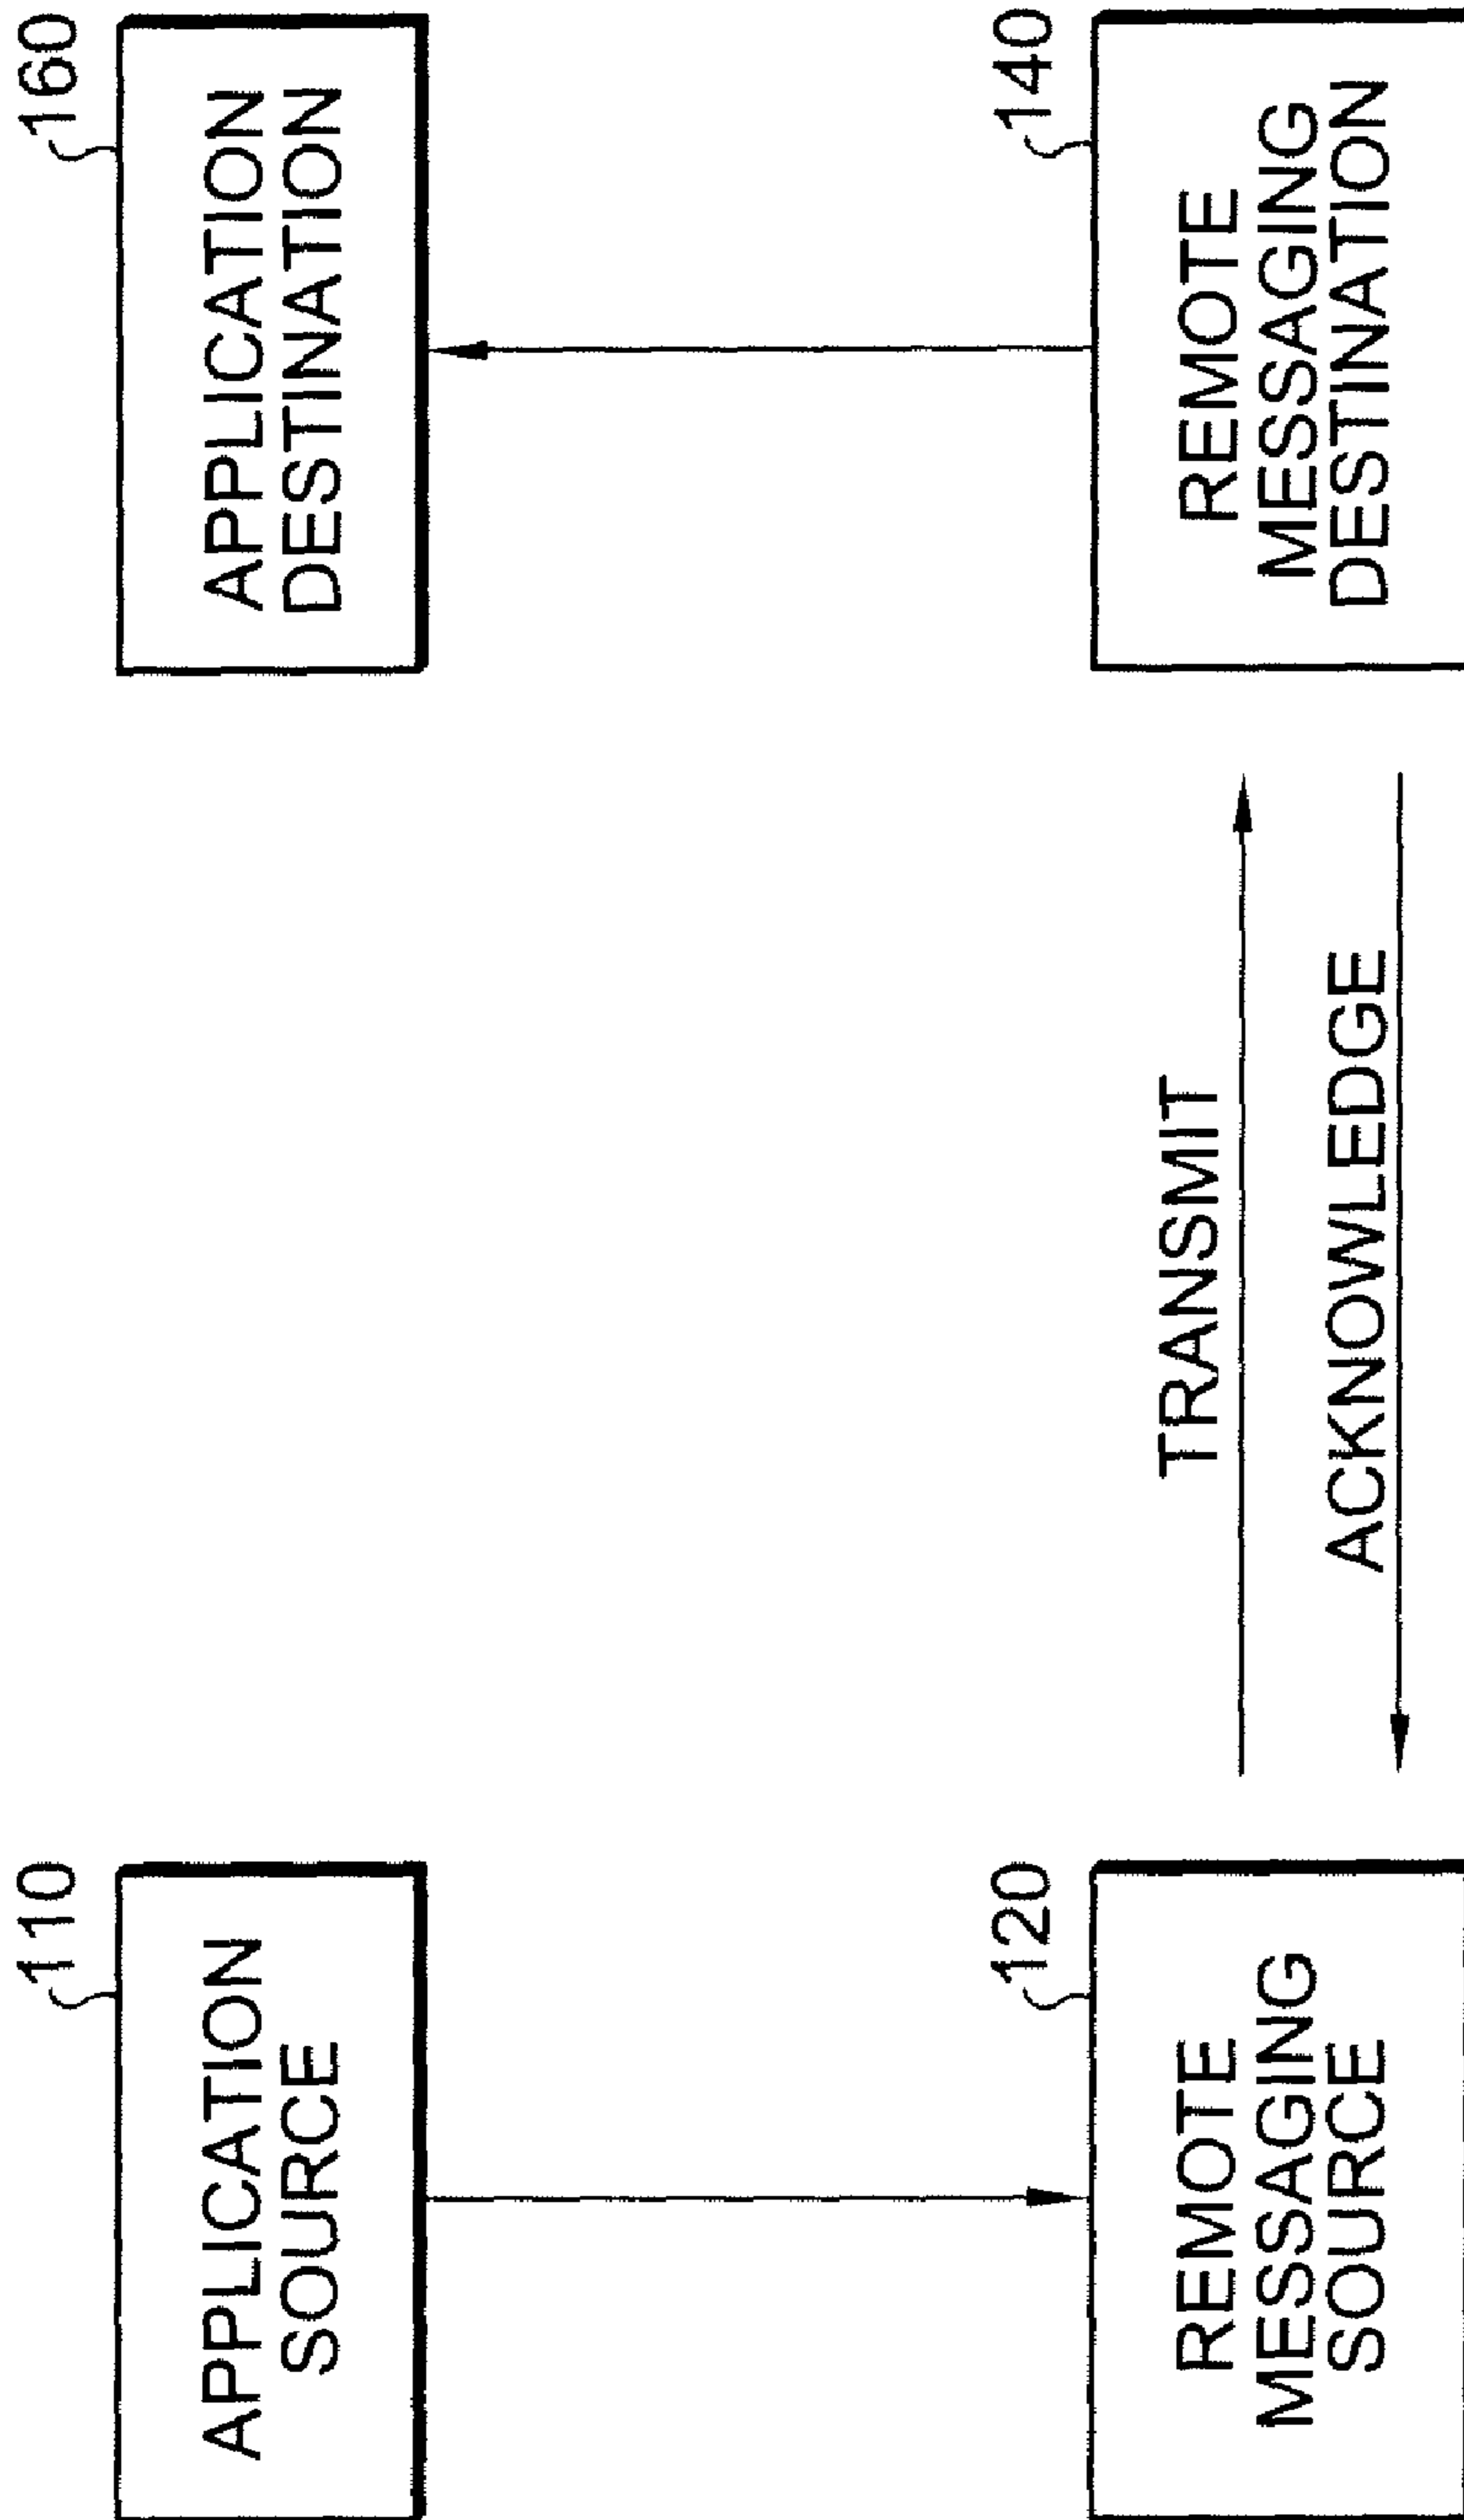 110
APPLICATION
SOURCE
160
APPLICATION
DESTINATION
120
REMOTE
MESSAGING
SOURCE
TRANSMIT
ACKNOWLEDGE
140
REMOTE
MESSAGING
DESTINATION